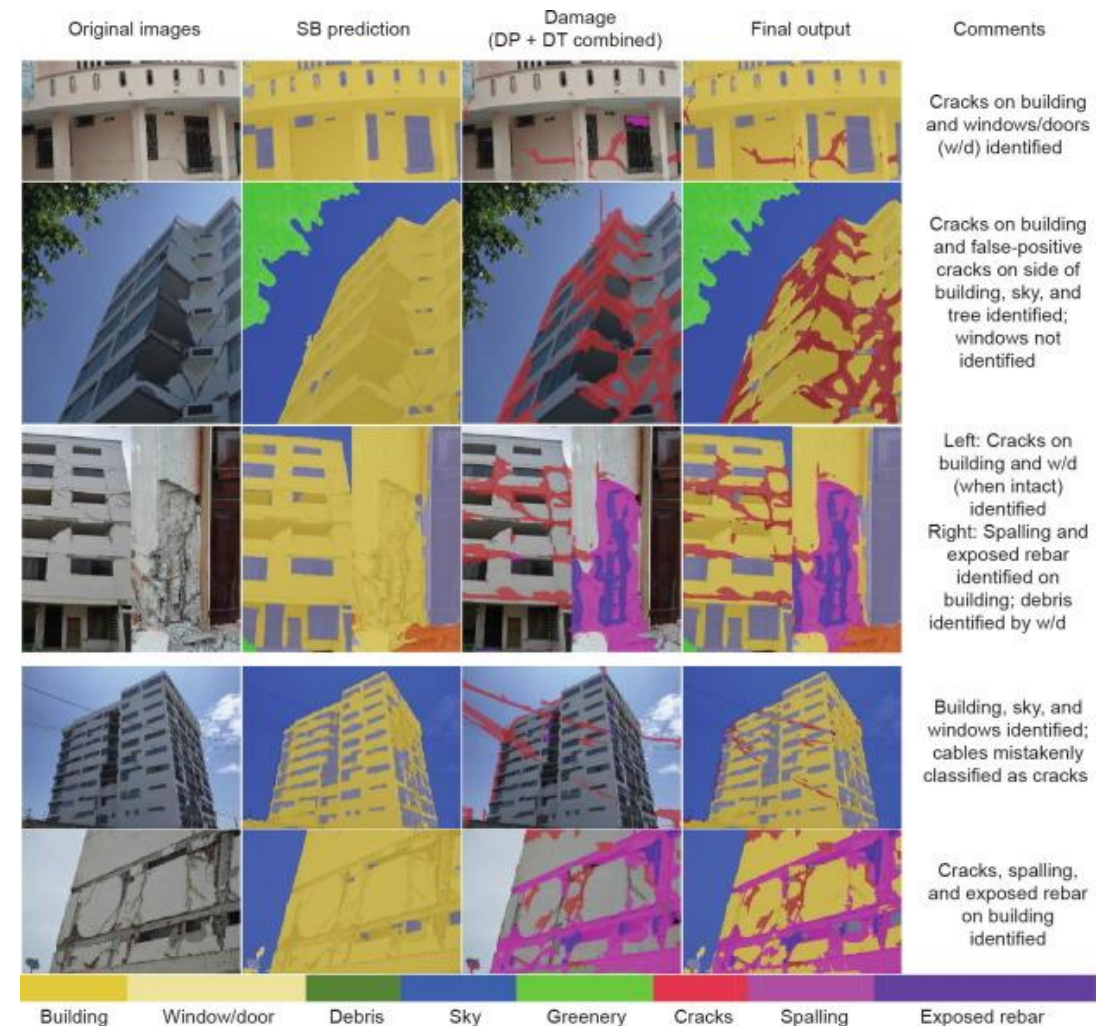 Original images
SB prediction
Damage
(DP + DT combined)
Final output
Comments
Cracks on building
and windows/doors
(w/d) identified
Cracks on building
and false-positive
cracks on side of
building, sky, and
tree identified;
windows not
identified
Left: Cracks on
building and w/d
(when intact)
identified
Right: Spalling and
exposed rebar
identified on
building; debris
identified by w/d
Building, sky, and
windows identified;
cables mistakenly
classified as cracks
Cracks, spalling,
and exposed rebar
on building
identified
Building
Window/door
Debris
Sky
Greenery
Cracks
Spalling
Exposed rebar